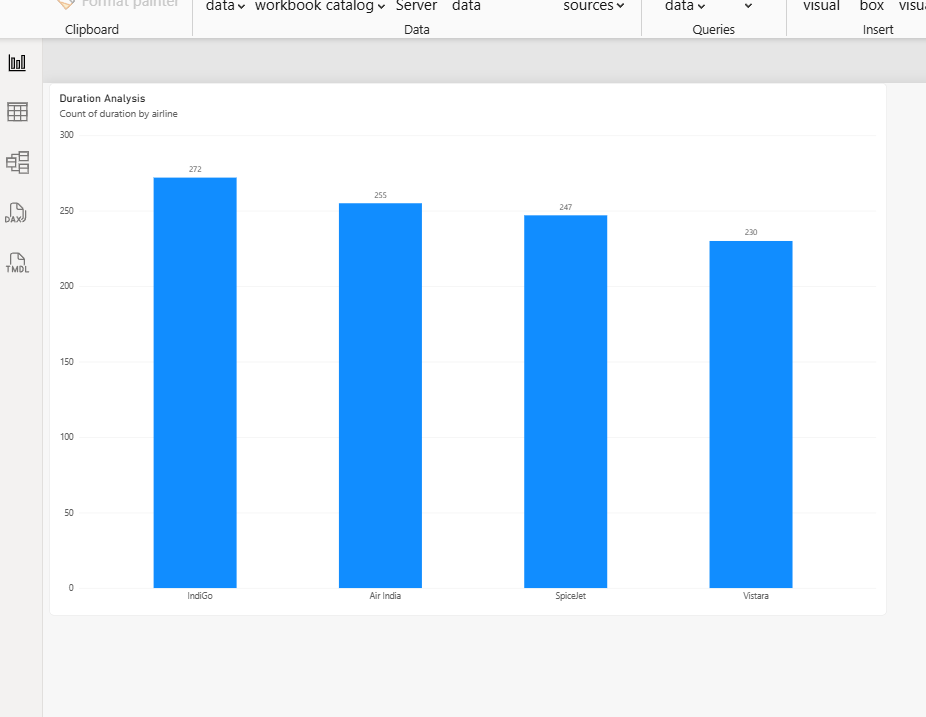 Format painter
data workbook catalog Server data sources data visual box visu
Clipboard Data Queries Insert
DAX
TMDL
Duration Analysis
Count of duration by airline
300
250
200
150
100
50
0
272
255
247
230
IndiGo Air India SpiceJet Vistara